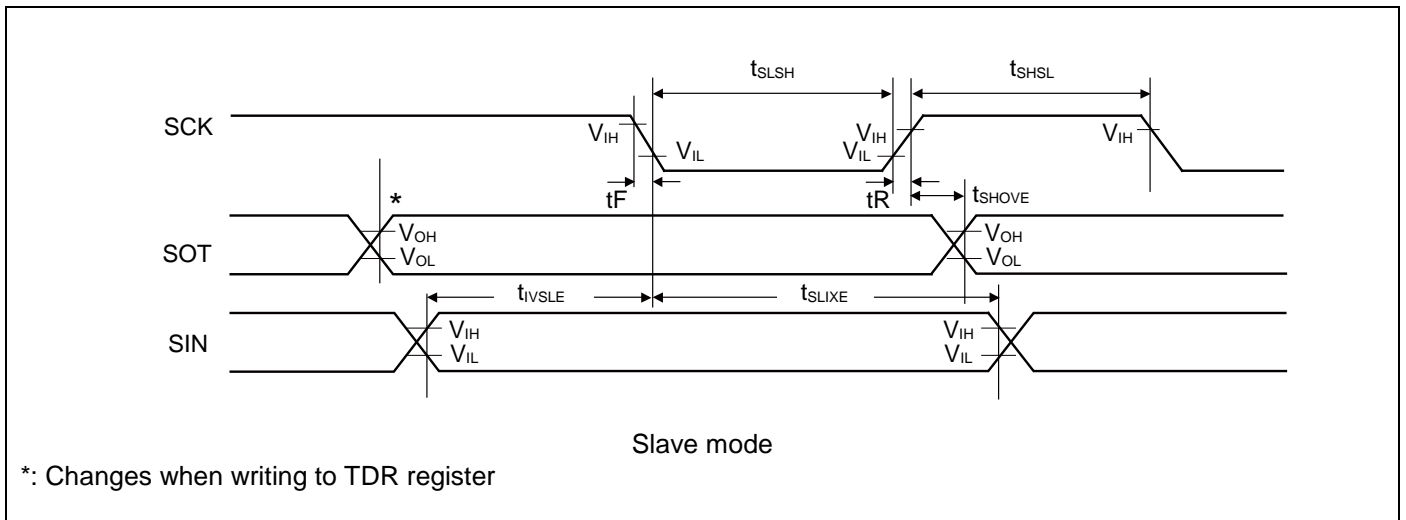 tSLSH tSHSL
SCK VIH VIL VIH VIL VIH
tF tR tSHOVE
*
SOT VOH VOL VOH VOL
tIVSLE tSLIXE
SIN VIH VIL VIH VIL
Slave mode
*: Changes when writing to TDR register